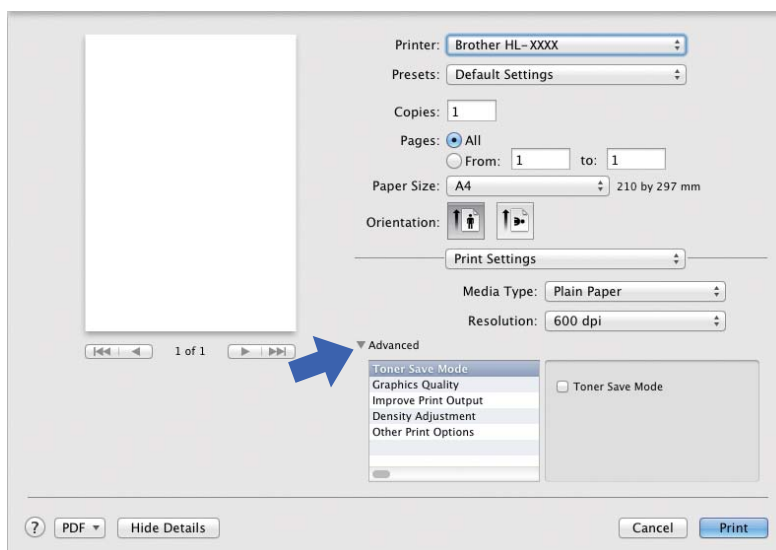 Printer: Brother HL-XXXX
Presets: Default Settings
Copies: 1
Pages: All
From: 1 to: 1
Paper Size: A4 210 by 297 mm
Orientation:
Print Settings
Media Type: Plain Paper
Resolution: 600 dpi
1 of 1
Advanced
Toner Save Mode
Graphics Quality
Improve Print Output
Density Adjustment
Other Print Options
Toner Save Mode
? PDF Hide Details Cancel Print